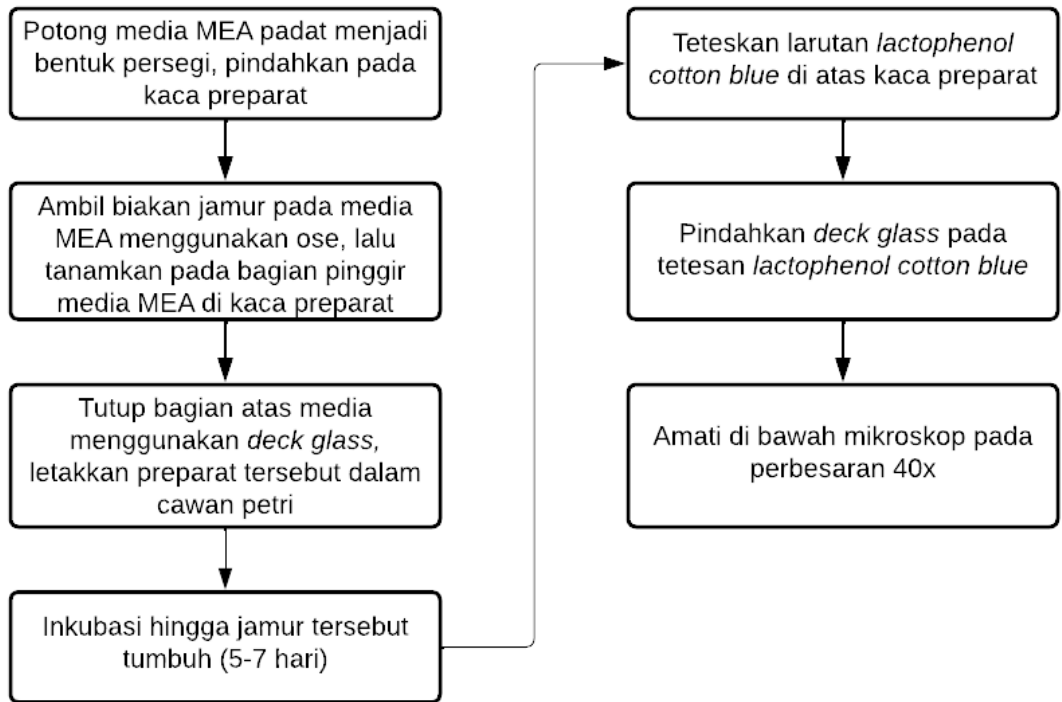 Potong media MEA padat menjadi
bentuk persegi, pindahkan pada
kaca preparat
Ambil biakan jamur pada media
MEA menggunakan ose, lalu
tanamkan pada bagian pinggir
media MEA di kaca preparat
Tutup bagian atas media
menggunakan deck glass,
letakkan preparat tersebut dalam
cawan petri
Inkubasi hingga jamur tersebut
tumbuh (5-7 hari)
Teteskan larutan lactophenol
cotton blue di atas kaca preparat
Pindahkan deck glass pada
tetesan lactophenol cotton blue
Amati di bawah mikroskop pada
perbesaran 40x